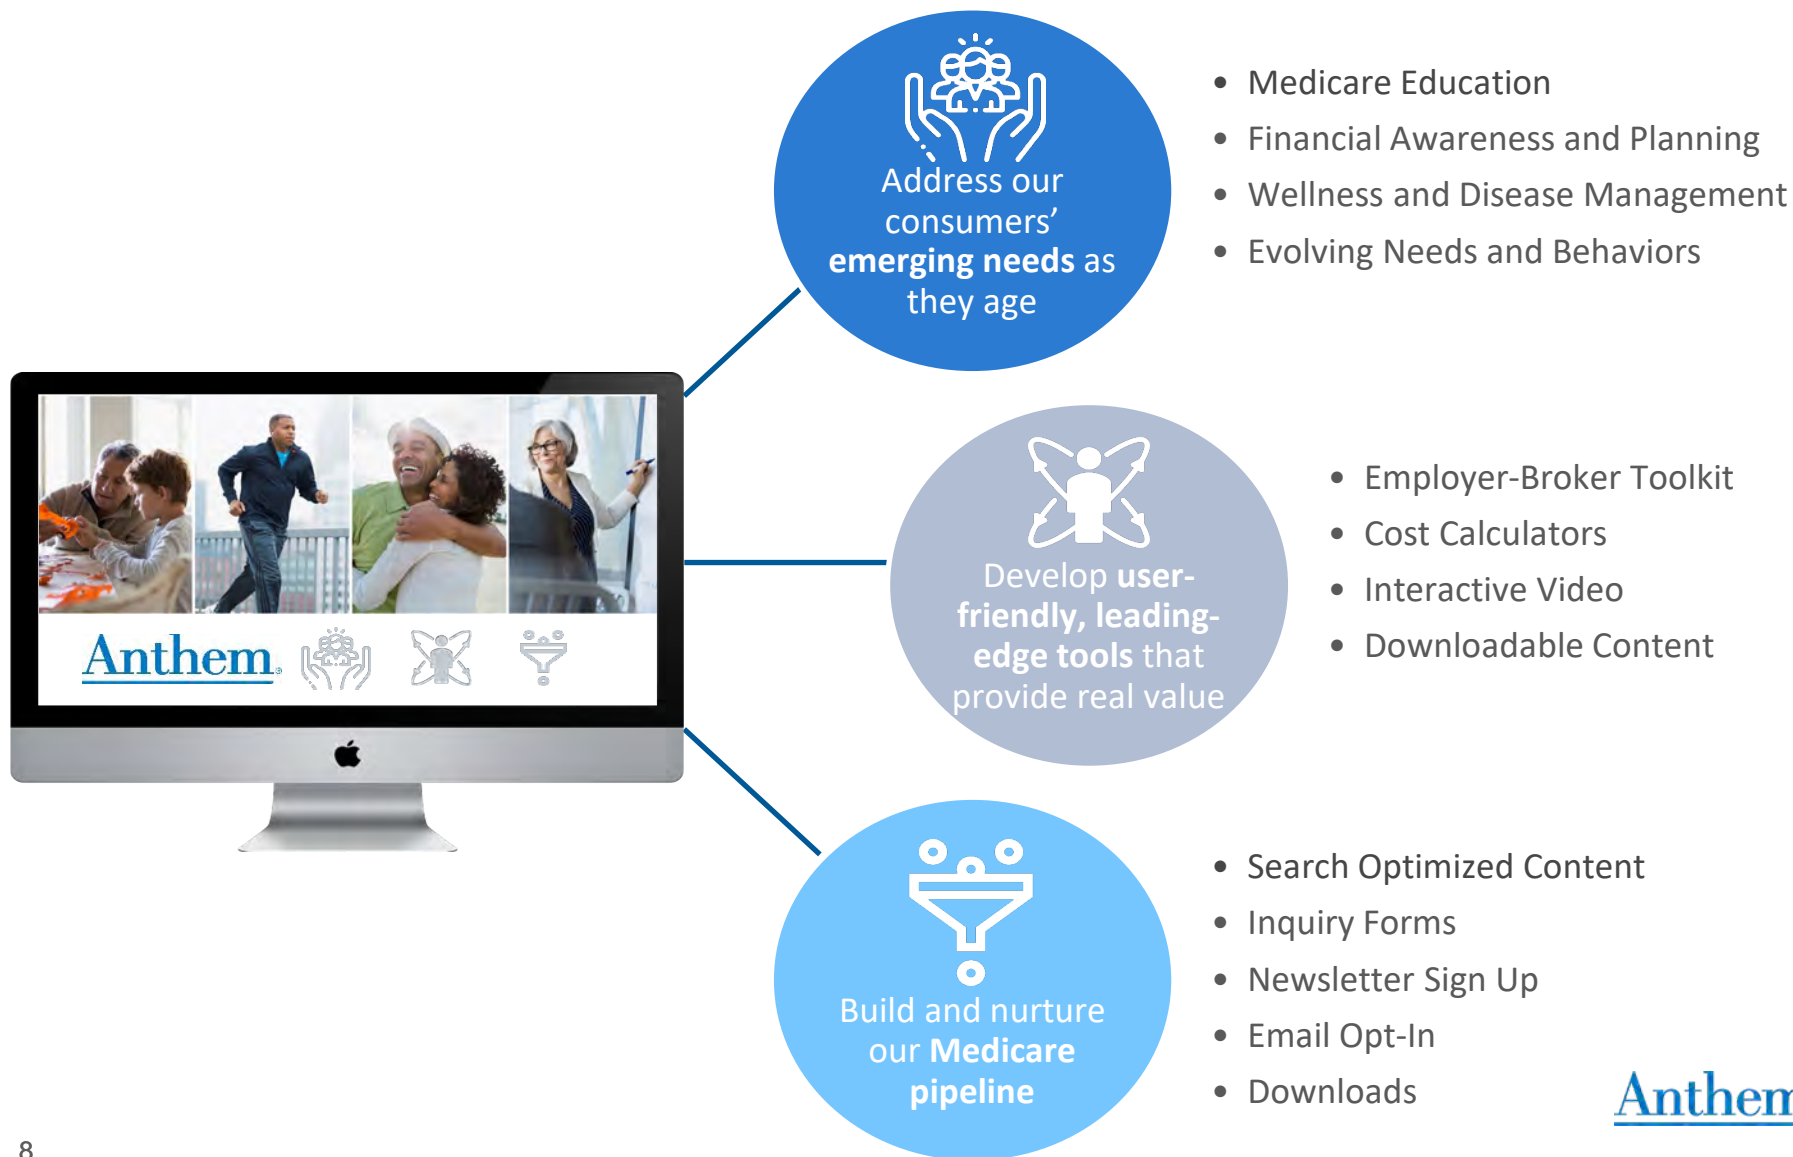 Address our
consumers’
emerging needs as
they age
• Medicare Education
• Financial Awareness and Planning
• Wellness and Disease Management
• Evolving Needs and Behaviors
Anthem
Develop user-
friendly, leading-
edge tools that
provide real value
• Employer-Broker Toolkit
• Cost Calculators
• Interactive Video
• Downloadable Content
Build and nurture
our Medicare
pipeline
• Search Optimized Content
• Inquiry Forms
• Newsletter Sign Up
• Email Opt-In
• Downloads
Anthem
8